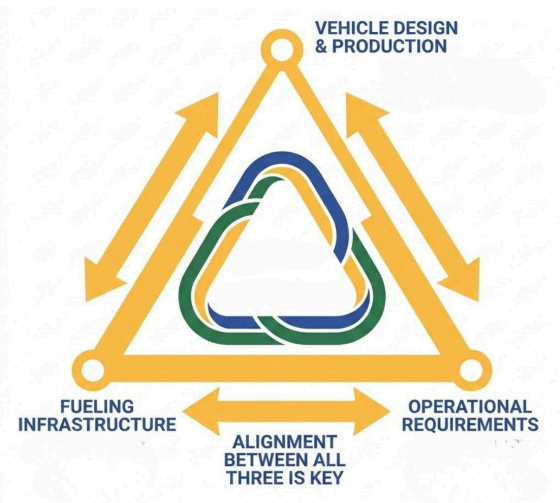 VEHICLE DESIGN
& PRODUCTION
FUELING
INFRASTRUCTURE
OPERATIONAL
REQUIREMENTS
ALIGNMENT
BETWEEN ALL
THREE IS KEY